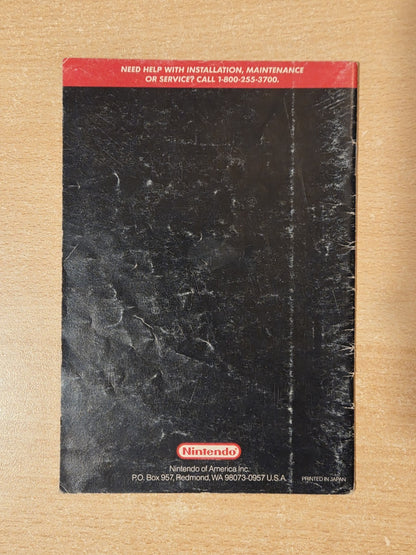 NEED HELP WITH INSTALLATION, MAINTENANCE
OR SERVICE? CALL 1-800-255-3700.
Nintendo
Nintendo of America Inc.
P.O. Box 957, Redmond, WA 98073-0957 U.S.A.
PRINTED IN JAPAN